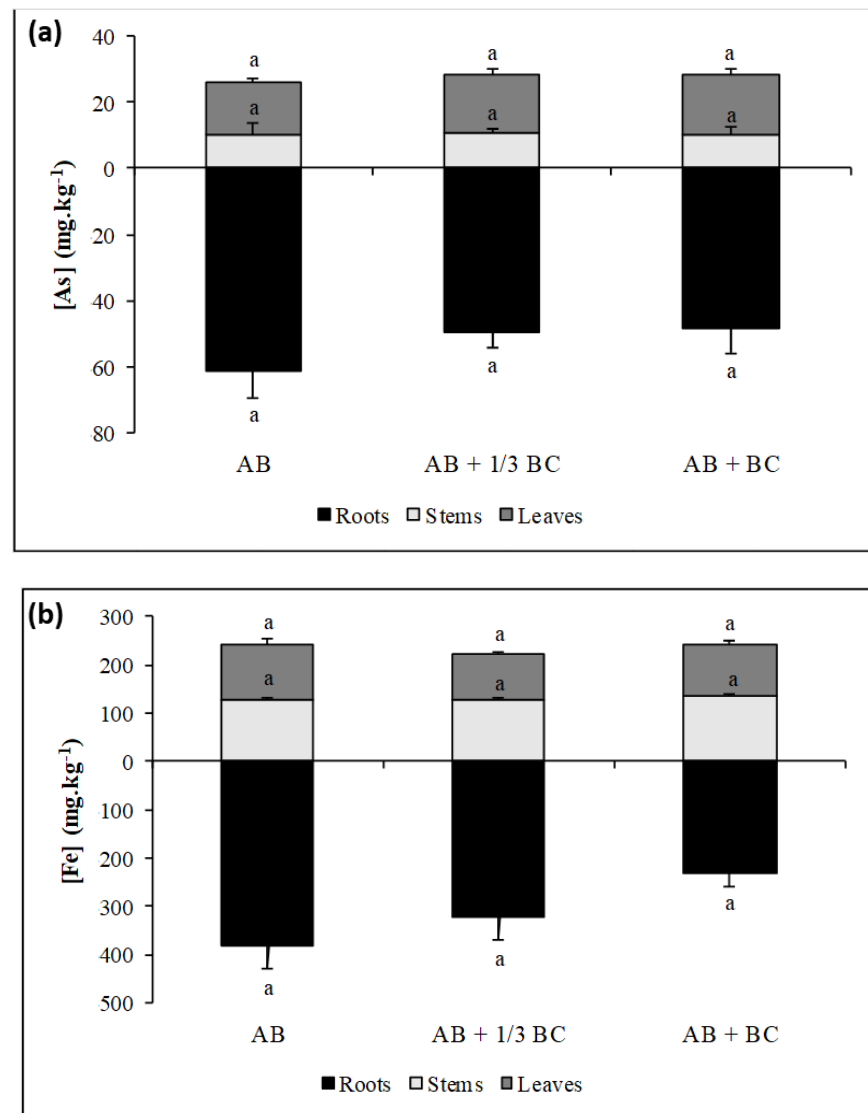 (a)
40
20
0
20
40
60
80
[As] (mg.kg⁻¹)
a a a
a a a
a a a
AB AB + 1/3 BC AB + BC
Roots Stems Leaves
(b)
300
200
100
0
100
200
300
400
500
[Fe] (mg.kg⁻¹)
a a a
a a a
a a a
AB AB + 1/3 BC AB + BC
Roots Stems Leaves